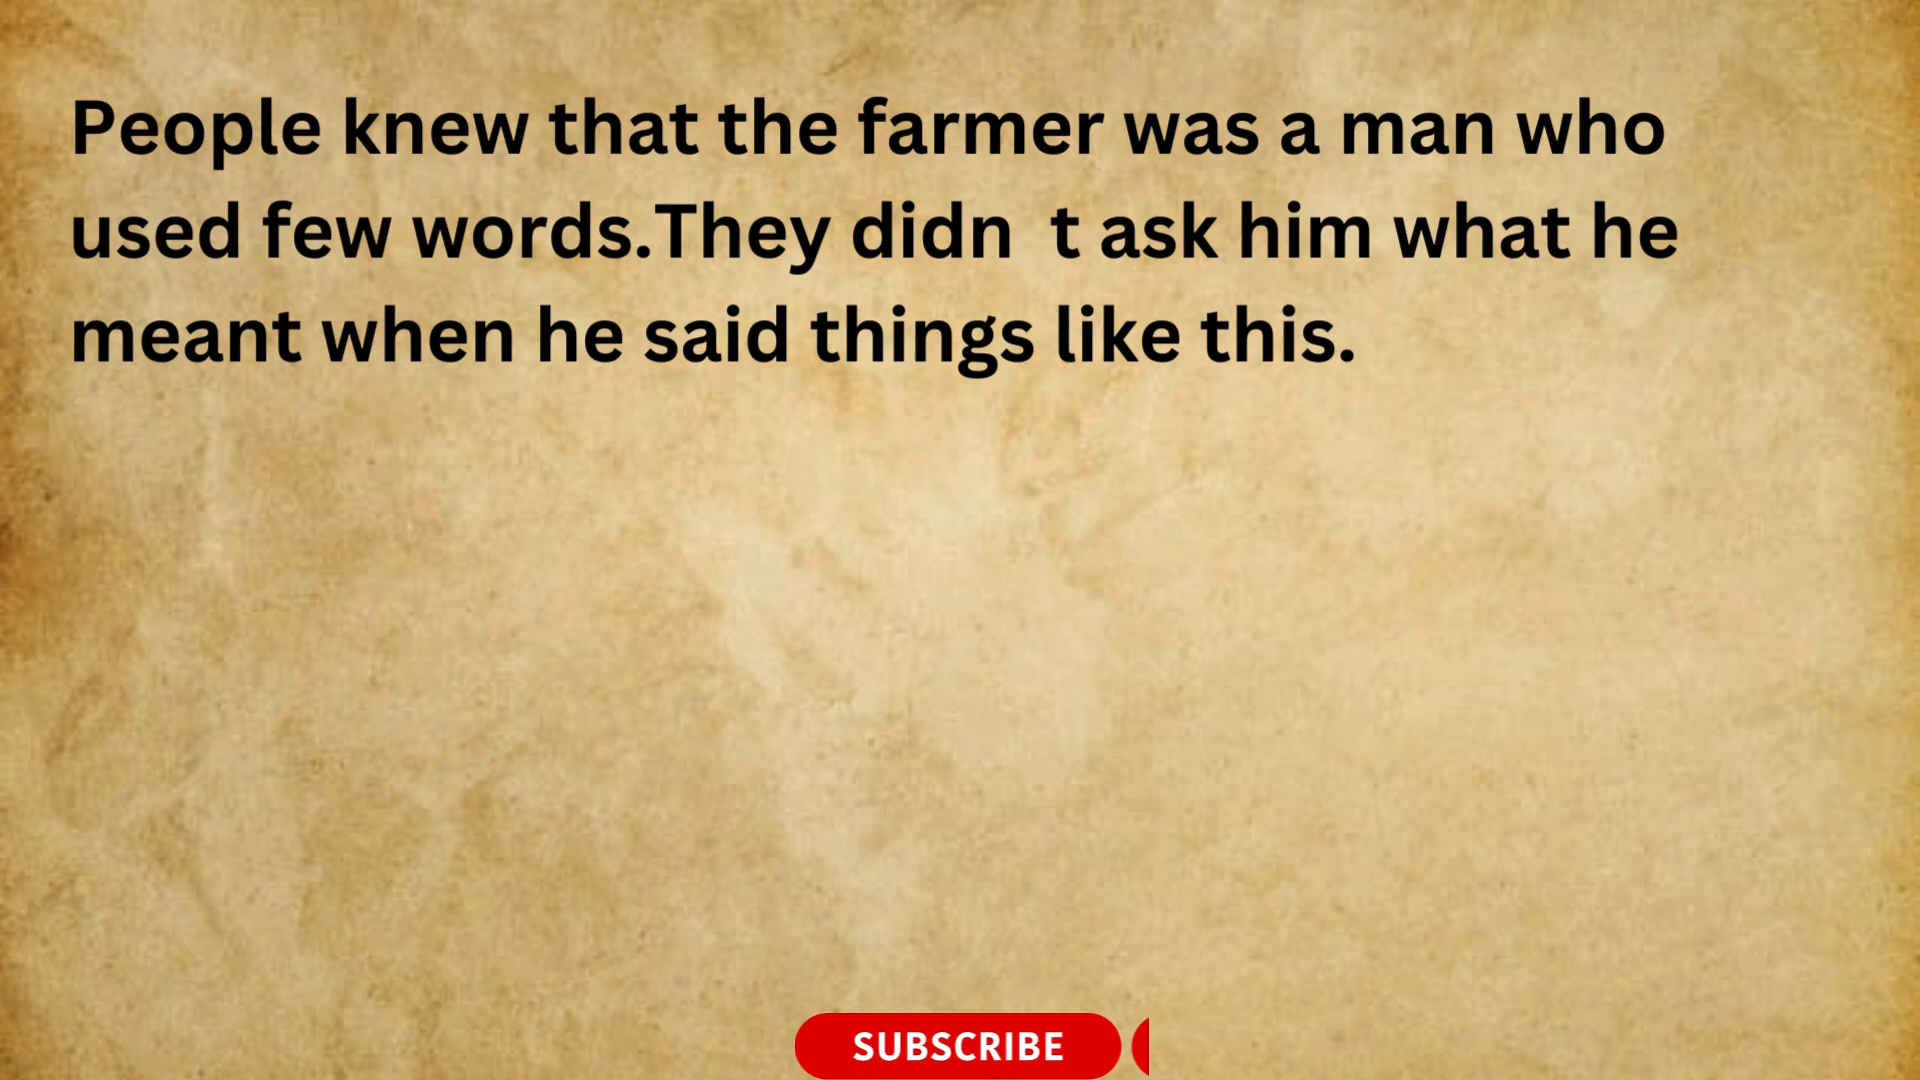 People knew that the farmer was a man who
used few words.They didn  t ask him what he
meant when he said things like this.
SUBSCRIBE